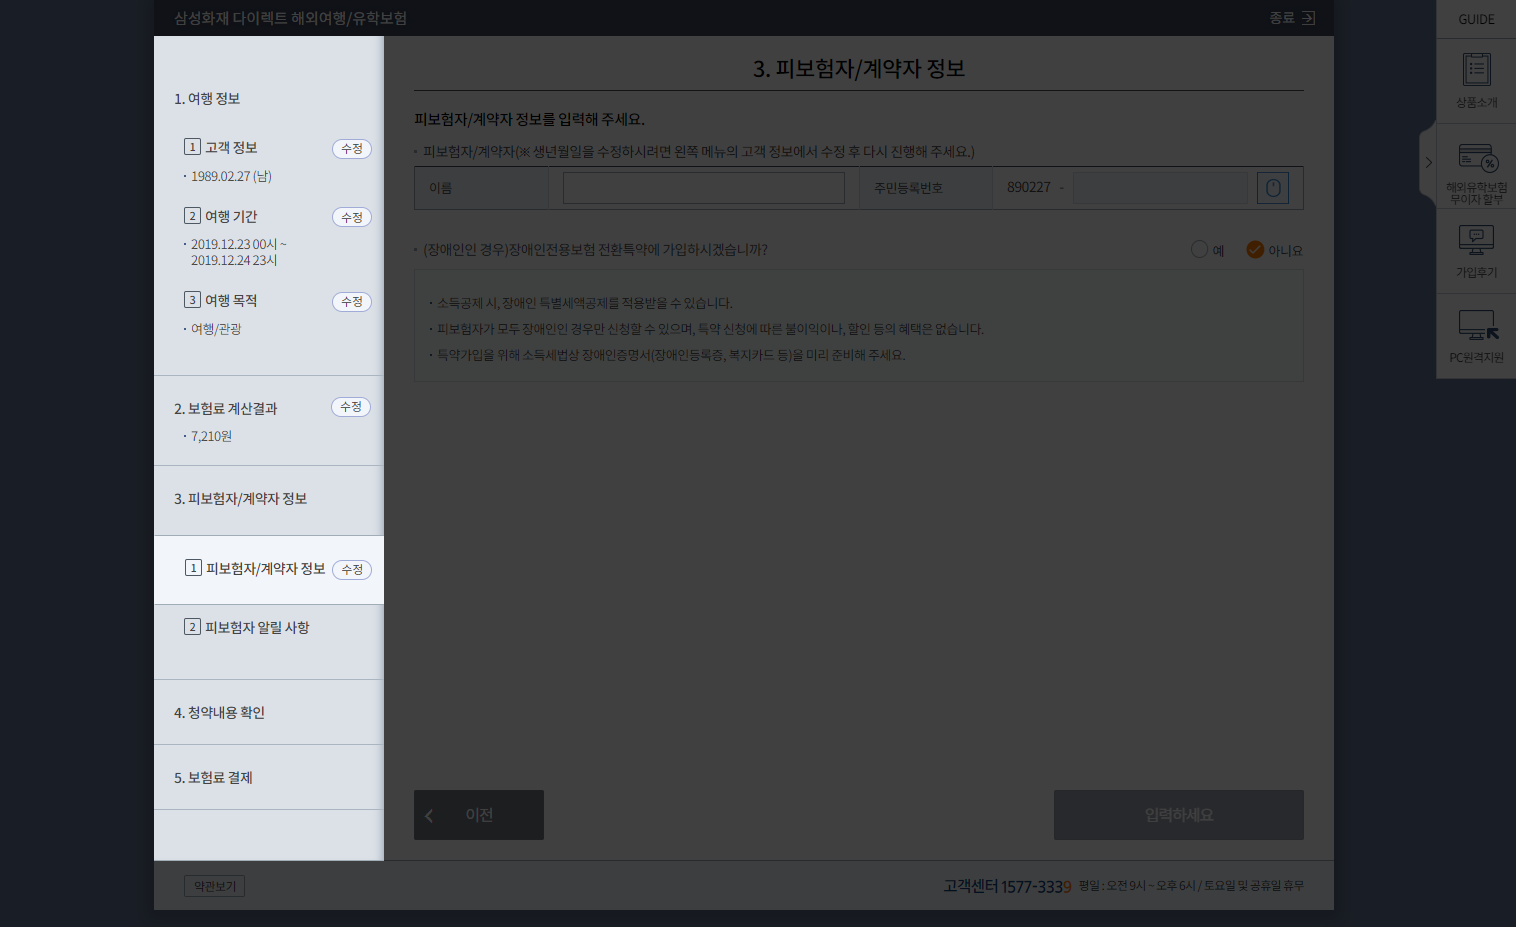 삼성화재 다이렉트 해외여행/유학보험
종료
1. 여행 정보
1 고객 정보 수정
· 1989.02.27 (남)
2 여행 기간 수정
· 2019.12.23 00시 ~
2019.12.24 23시
3 여행 목적 수정
· 여행/관광
2. 보험료 계산결과 수정
· 7,210원
3. 피보험자/계약자 정보
1 피보험자/계약자 정보 수정
2 피보험자 알릴 사항
4. 청약내용 확인
5. 보험료 결제
3. 피보험자/계약자 정보
피보험자/계약자 정보를 입력해 주세요.
· 피보험자/계약자(※ 생년월일을 수정하시려면 왼쪽 메뉴의 고객 정보에서 수정 후 다시 진행해 주세요.)
이름 주민등록번호 890227 -
· (장애인인 경우)장애인전용보험 전환특약에 가입하시겠습니까? 예 아니요
· 소득공제 시, 장애인 특별세액공제를 적용받을 수 있습니다.
· 피보험자가 모두 장애인인 경우만 신청할 수 있으며, 특약 신청에 따른 불이익이나, 할인 등의 혜택은 없습니다.
· 특약가입을 위해 소득세법상 장애인증명서(장애인등록증, 복지카드 등)을 미리 준비해 주세요.
이전
입력하세요
약관보기
고객센터 1577-3339 평일 : 오전 9시 ~ 오후 6시 / 토요일 및 공휴일 휴무
GUIDE
상품소개
해외유학보험
무이자 할부
가입후기
PC원격지원